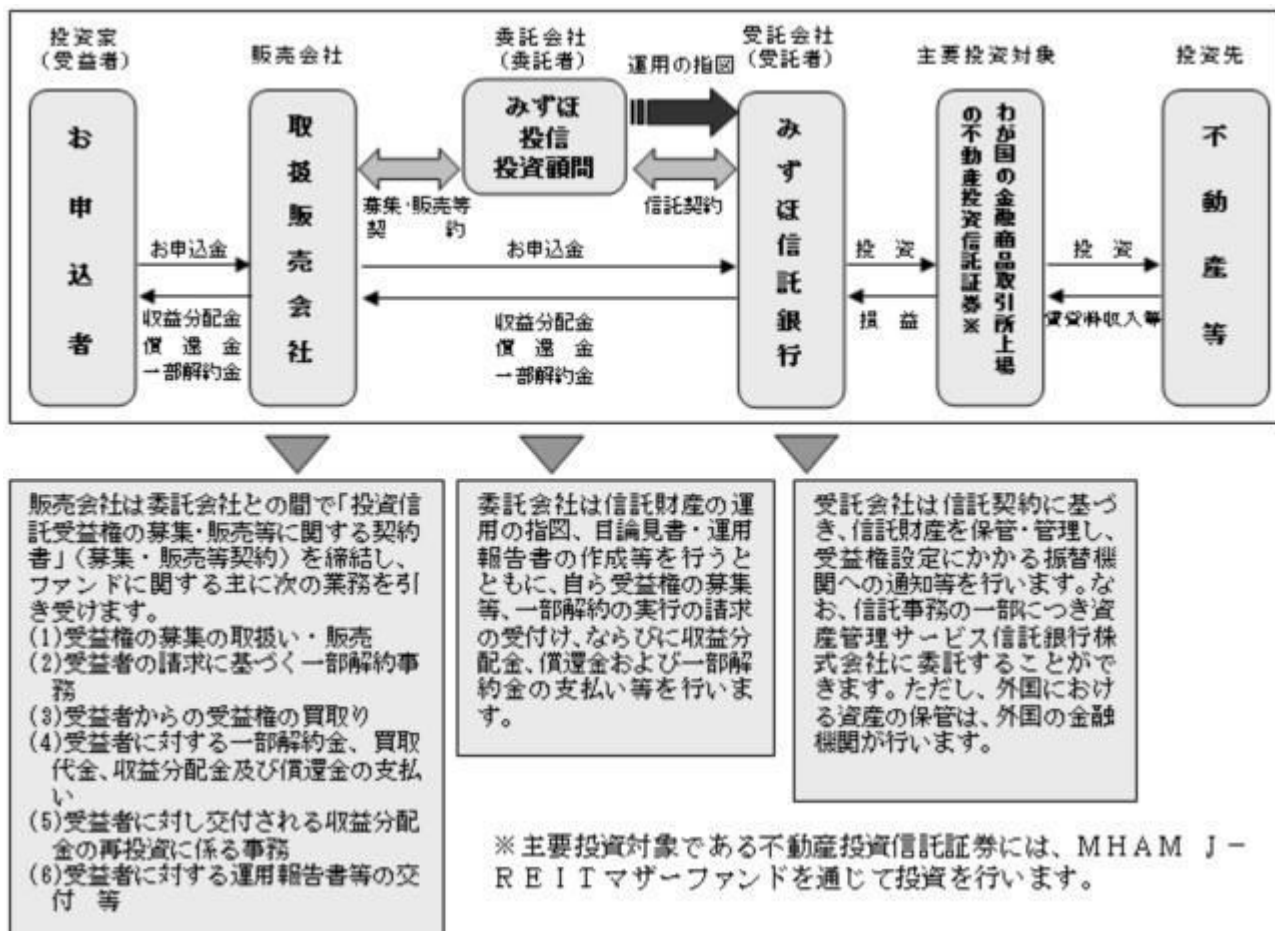 投資家
(受益者)
販売会社
委託会社
(委託者)
運用の指図
受託会社
(受託者)
主要投資対象
投資先
お申込者
取扱販売会社
みずほ
投信
投資顧問
みずほ信託銀行
わが国の金融商品取引所上場
の不動産投資信託証券※
不動産等
募集・販売等
契 約
信託契約
お申込金
お申込金
投 資
投 資
収益分配金
償 還 金
一部解約金
収益分配金
償 還 金
一部解約金
損 益
賃貸料収入等
販売会社は委託会社との間で「投資信
託受益権の募集・販売等に関する契約
書」(募集・販売等契約)を締結し、
ファンドに関する主に次の業務を引
き受けます。
(1)受益権の募集の取扱い・販売
(2)受益者の請求に基づく一部解約事
務
(3)受益者からの受益権の買取り
(4)受益者に対する一部解約金、買取
代金、収益分配金及び償還金の支払
い
(5)受益者に対し交付される収益分配
金の再投資に係る事務
(6)受益者に対する運用報告書等の交
付 等
委託会社は信託財産の運
用の指図、目論見書・運用
報告書の作成等を行うと
ともに、自ら受益権の募集
等、一部解約の実行の請求
の受付け、ならびに収益分
配金、償還金および一部解
約金の支払い等を行いま
す。
受託会社は信託契約に基づ
き、信託財産を保管・管理し、
受益権設定にかかる振替機
関への通知等を行います。な
お、信託事務の一部につき資
産管理サービス信託銀行株
式会社に委託することがで
きます。ただし、外国におけ
る資産の保管は、外国の金融
機関が行います。
※主要投資対象である不動産投資信託証券には、MHAM J-
REITマザーファンドを通じて投資を行います。